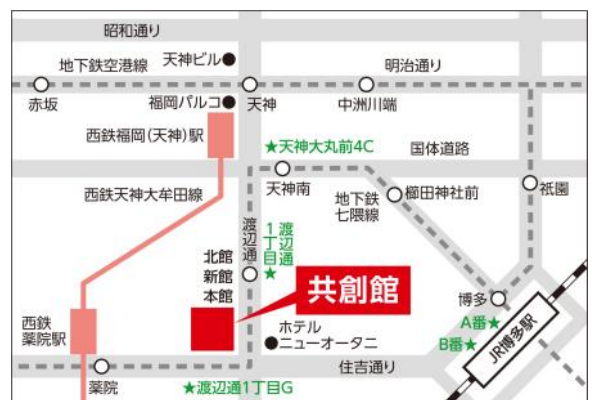 昭和通り
地下鉄空港線
天神ビル●
明治通り
赤坂
福岡パルコ●
天神
中洲川端
西鉄福岡(天神)駅
★天神大丸前4C
国体道路
西鉄天神大牟田線
天神南
地下鉄
七隈線
櫛田神社前
祇園
渡辺通
渡辺通
1丁目
★
北館
新館
本館
共創館
博多
A番★
B番★
JR博多駅
西鉄
薬院駅
ホテル
●ニューオータニ
住吉通り
薬院
★渡辺通1丁目G